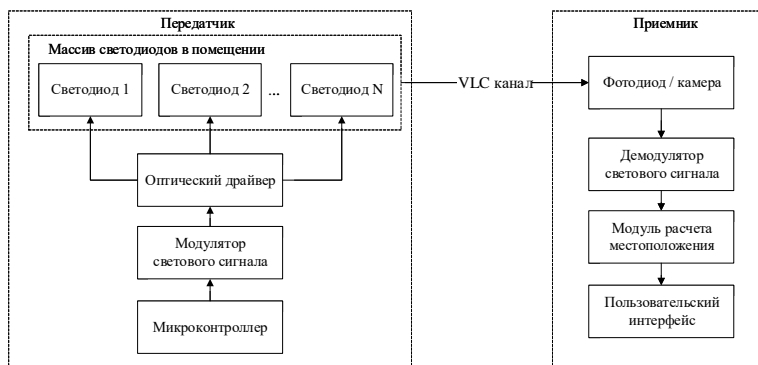 Передатчик
Массив светодиодов в помещении
Светодиод 1
Светодиод 2
...
Светодиод N
Оптический драйвер
Модулятор
светового сигнала
Микроконтроллер
VLC канал
Приемник
Фотодиод / камера
Демодулятор
светового сигнала
Модуль расчета
местоположения
Пользовательский
интерфейс